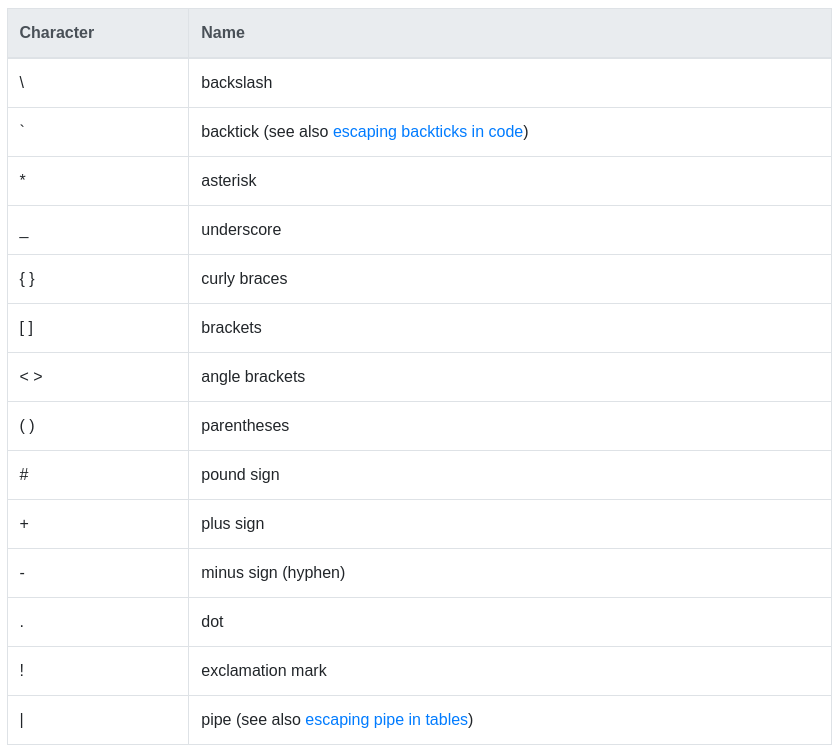 Character Name
\ backslash
` backtick (see also escaping backticks in code)
* asterisk
_ underscore
{ } curly braces
[ ] brackets
< > angle brackets
( ) parentheses
# pound sign
+ plus sign
- minus sign (hyphen)
. dot
! exclamation mark
| pipe (see also escaping pipe in tables)